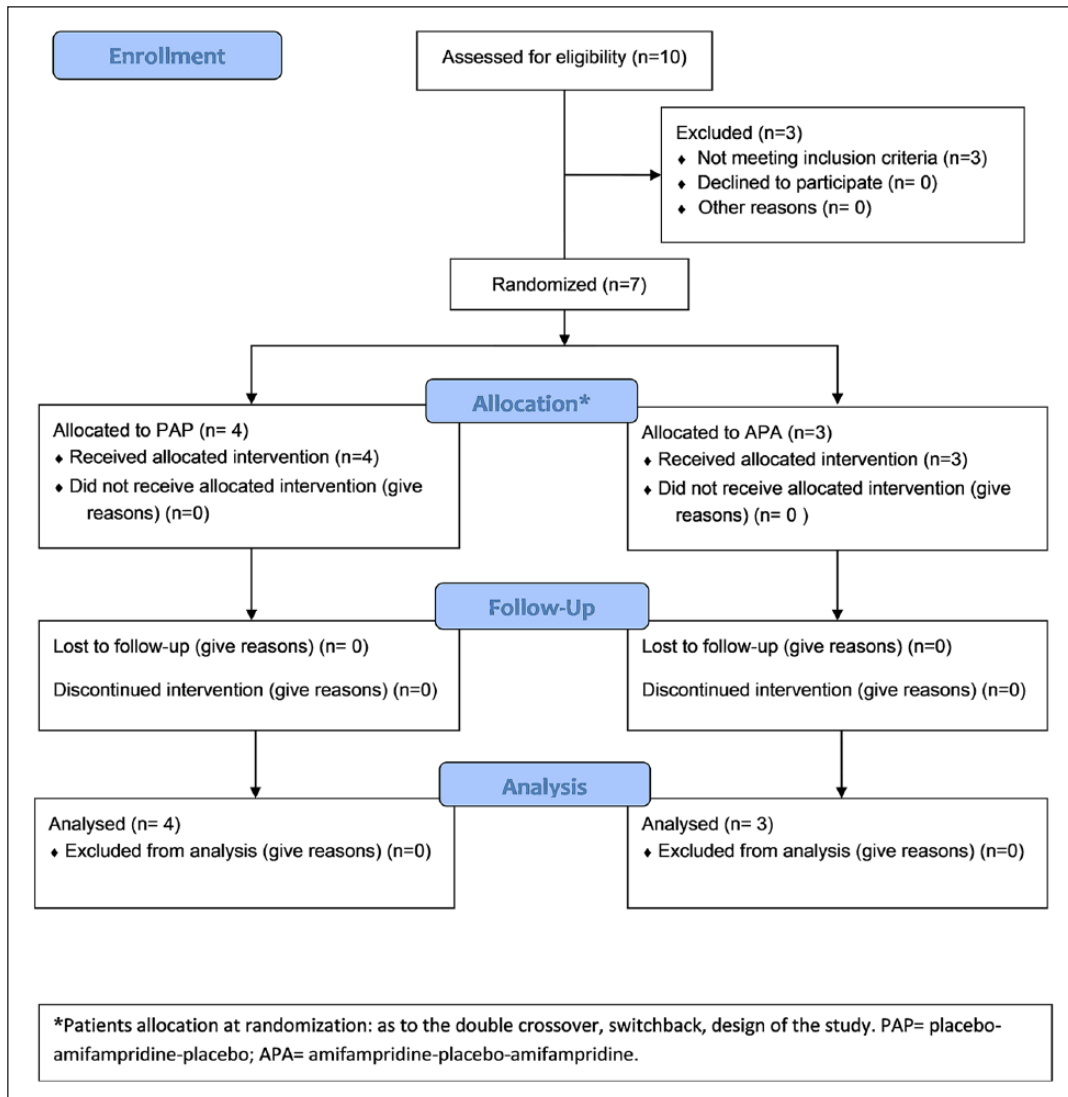 Enrollment
Assessed for eligibility (n=10)
Excluded (n=3)
♦ Not meeting inclusion criteria (n=3)
♦ Declined to participate (n= 0)
♦ Other reasons (n= 0)
Randomized (n=7)
Allocation*
Allocated to PAP (n= 4)
♦ Received allocated intervention (n=4)
♦ Did not receive allocated intervention (give
reasons) (n=0)
Allocated to APA (n=3)
♦ Received allocated intervention (n=3)
♦ Did not receive allocated intervention (give
reasons) (n= 0 )
Follow-Up
Lost to follow-up (give reasons) (n= 0)
Discontinued intervention (give reasons) (n=0)
Lost to follow-up (give reasons) (n=0)
Discontinued intervention (give reasons) (n=0)
Analysis
Analysed (n= 4)
♦ Excluded from analysis (give reasons) (n=0)
Analysed (n= 3)
♦ Excluded from analysis (give reasons) (n=0)
*Patients allocation at randomization: as to the double crossover, switchback, design of the study. PAP= placebo-
amifampridine-placebo; APA= amifampridine-placebo-amifampridine.